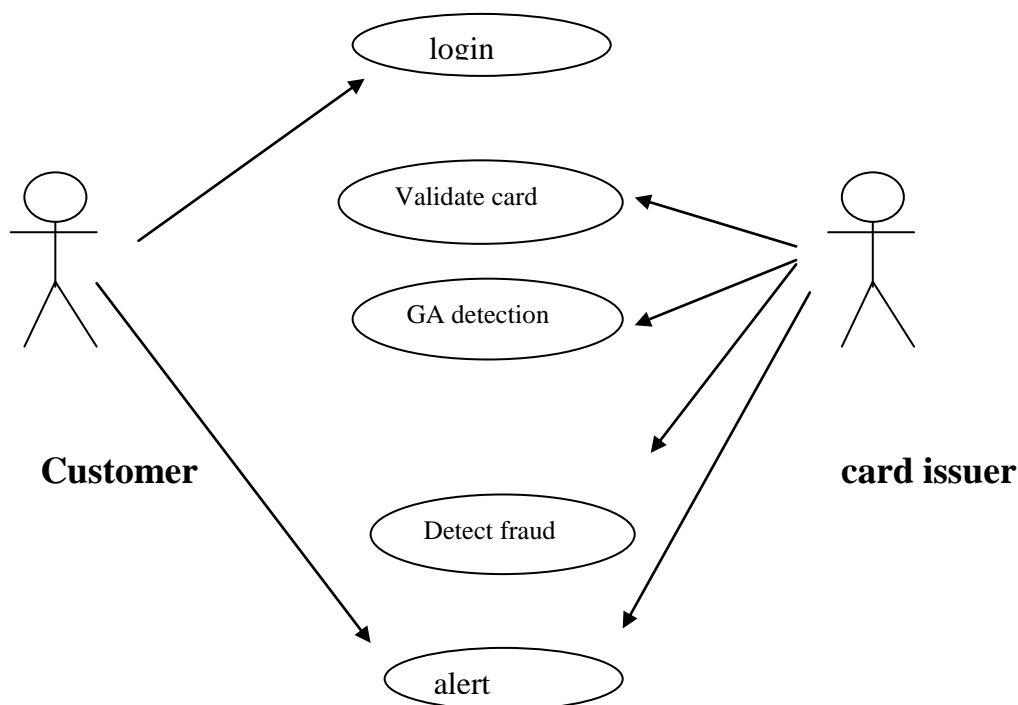 login
Validate card
GA detection
Customer
card issuer
Detect fraud
alert